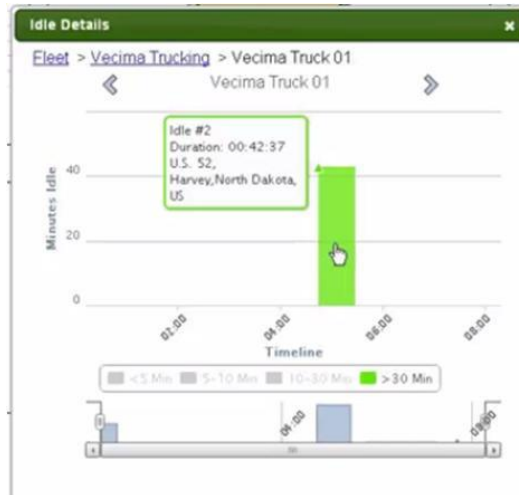 Idle Details
Fleet > Vecima Trucking > Vecima Truck 01
Vecima Truck 01
Idle #2
Duration: 00:42:37
U.S. 52,
Harvey,North Dakota,
US
Minutes Idle
40
20
0
02:00 04:00 06:00 08:00
Timeline
<5 Min 5-10 Min 10-30 Min >30 Min
04:00 08:00